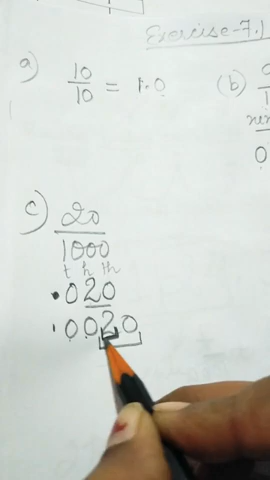 Exercise-7.1
a) 10/10 = 1.0
(b)
c) 20/1000
t h th
.020
.0020